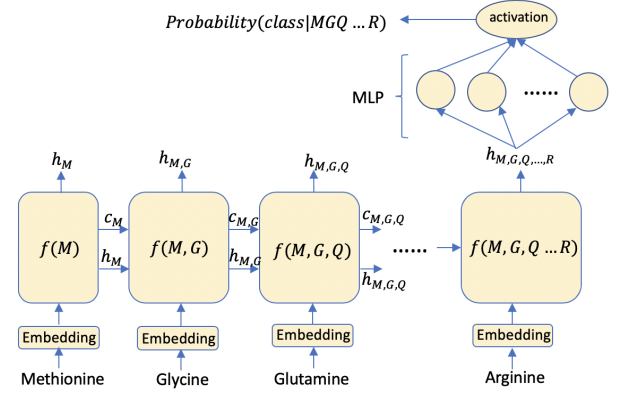 Probability(class|MGQ ... R)
activation
MLP
......
h_M
h_{M,G}
h_{M,G,Q}
h_{M,G,Q,...,R}
f(M)
c_M
h_M
f(M, G)
c_{M,G}
h_{M,G}
f(M, G, Q)
c_{M,G,Q}
h_{M,G,Q}
......
f(M, G, Q ... R)
Embedding
Embedding
Embedding
Embedding
Methionine
Glycine
Glutamine
Arginine